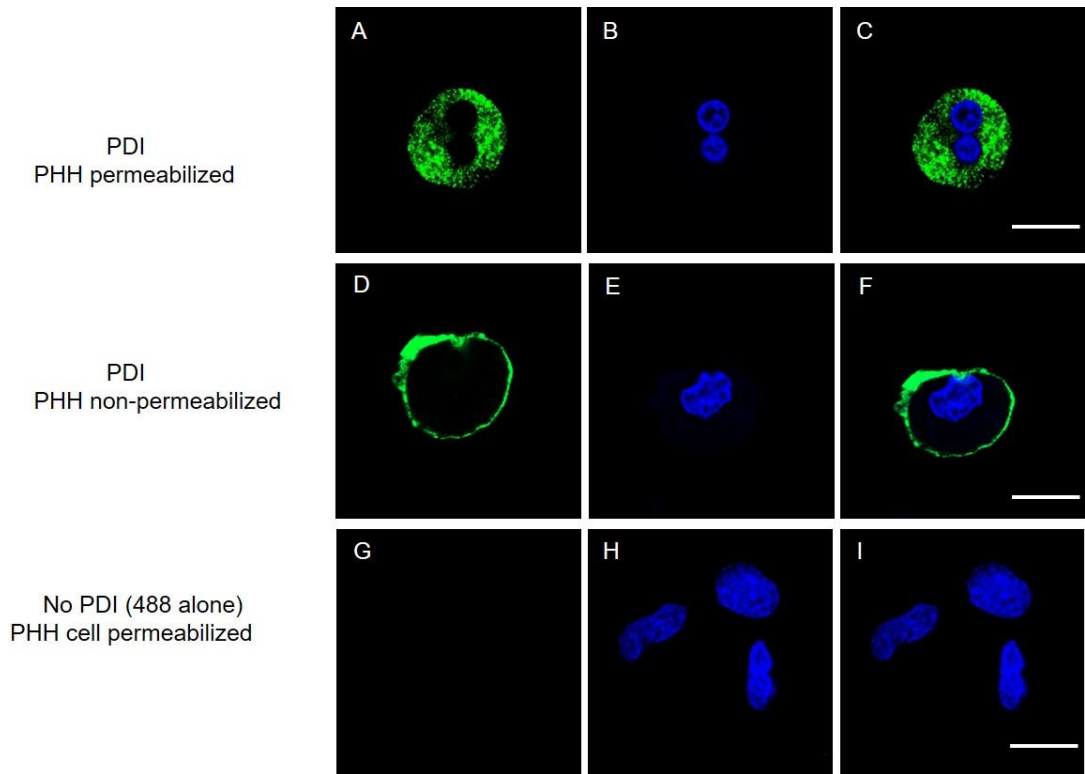 A
B
C
PDI
PHH permeabilized
D
E
F
PDI
PHH non-permeabilized
G
H
I
No PDI (488 alone)
PHH cell permeabilized